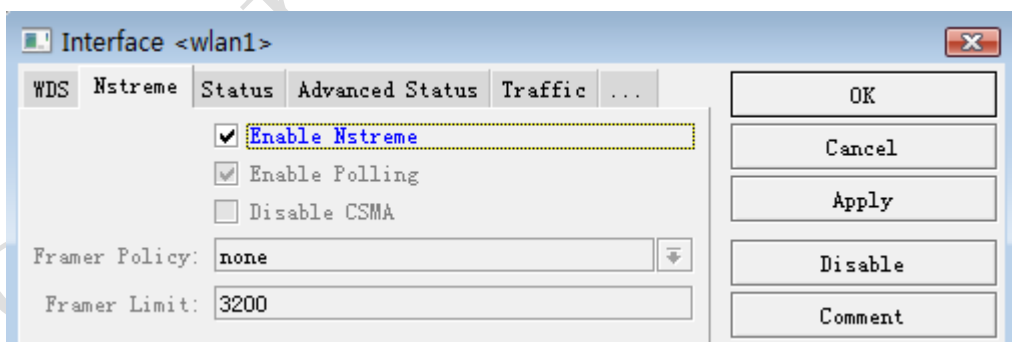 Interface <wlan1>
WDS Nstreme Status Advanced Status Traffic ...
Enable Nstreme
Enable Polling
Disable CSMA
Framer Policy: none
Framer Limit: 3200
OK
Cancel
Apply
Disable
Comment